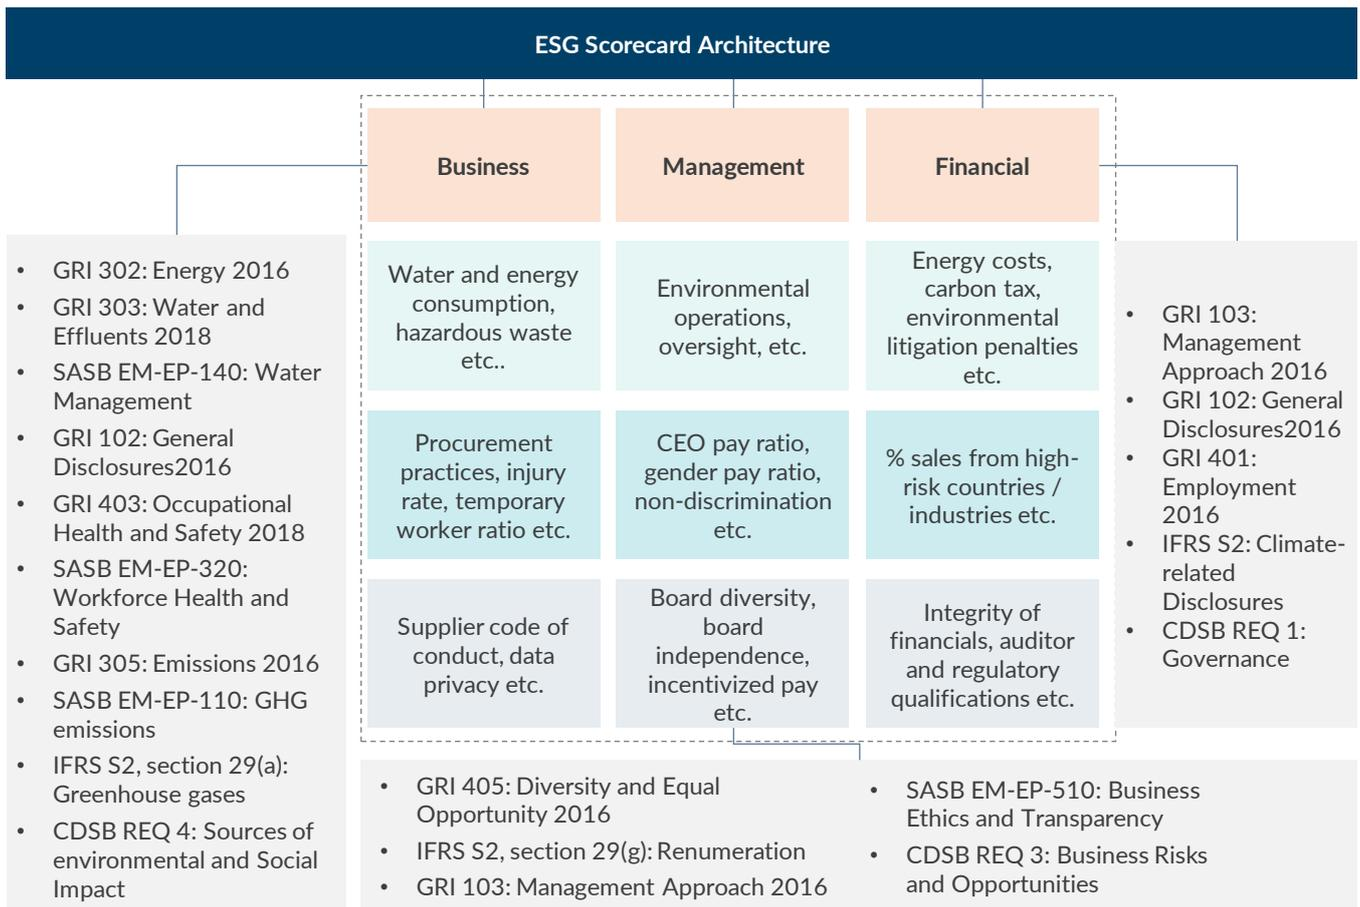 ESG Scorecard Architecture
Business
Management
Financial
Water and energy
consumption,
hazardous waste
etc..
Environmental
operations,
oversight, etc.
Energy costs,
carbon tax,
environmental
litigation penalties
etc.
Procurement
practices, injury
rate, temporary
worker ratio etc.
CEO pay ratio,
gender pay ratio,
non-discrimination
etc.
% sales from high-
risk countries /
industries etc.
Supplier code of
conduct, data
privacy etc.
Board diversity,
board
independence,
incentivized pay
etc.
Integrity of
financials, auditor
and regulatory
qualifications etc.
• GRI 302: Energy 2016
• GRI 303: Water and
Effluents 2018
• SASB EM-EP-140: Water
Management
• GRI 102: General
Disclosures2016
• GRI 403: Occupational
Health and Safety 2018
• SASB EM-EP-320:
Workforce Health and
Safety
• GRI 305: Emissions 2016
• SASB EM-EP-110: GHG
emissions
• IFRS S2, section 29(a):
Greenhouse gases
• CDSB REQ 4: Sources of
environmental and Social
Impact
• GRI 103:
Management
Approach 2016
• GRI 102: General
Disclosures2016
• GRI 401:
Employment
2016
• IFRS S2: Climate-
related
Disclosures
• CDSB REQ 1:
Governance
• GRI 405: Diversity and Equal
Opportunity 2016
• IFRS S2, section 29(g): Renumeration
• GRI 103: Management Approach 2016
• SASB EM-EP-510: Business
Ethics and Transparency
• CDSB REQ 3: Business Risks
and Opportunities